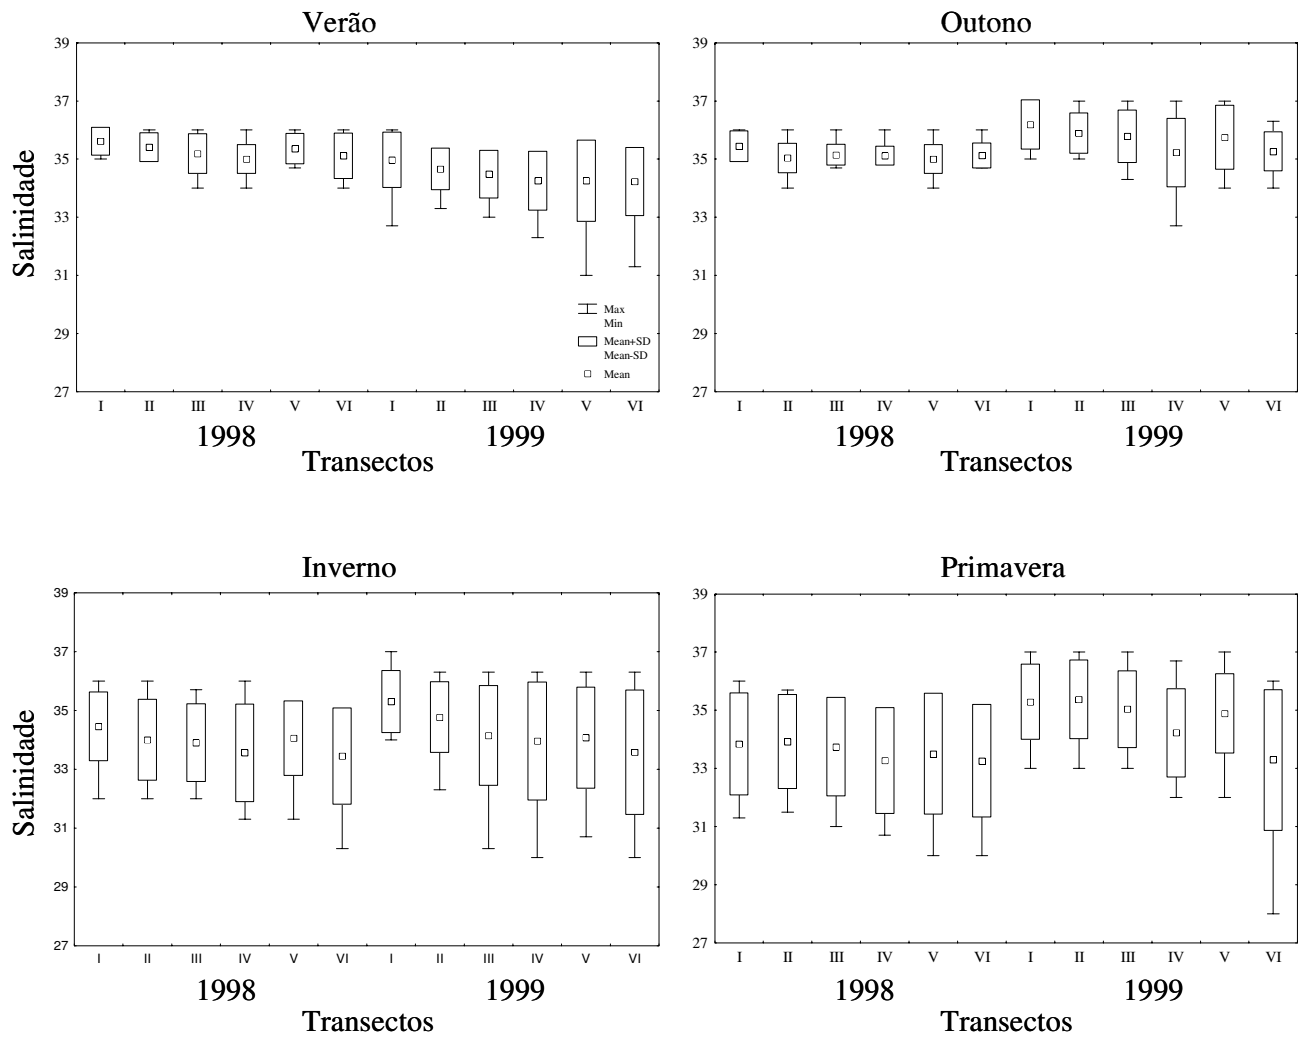 Verão
39
37
35
33
31
29
27
Salinidade
Max
Min
Mean+SD
Mean-SD
Mean
I II III IV V VI I II III IV V VI
1998 1999
Transectos
Outono
39
37
35
33
31
29
27
I II III IV V VI I II III IV V VI
1998 1999
Transectos
Inverno
39
37
35
33
31
29
27
Salinidade
I II III IV V VI I II III IV V VI
1998 1999
Transectos
Primavera
39
37
35
33
31
29
27
I II III IV V VI I II III IV V VI
1998 1999
Transectos